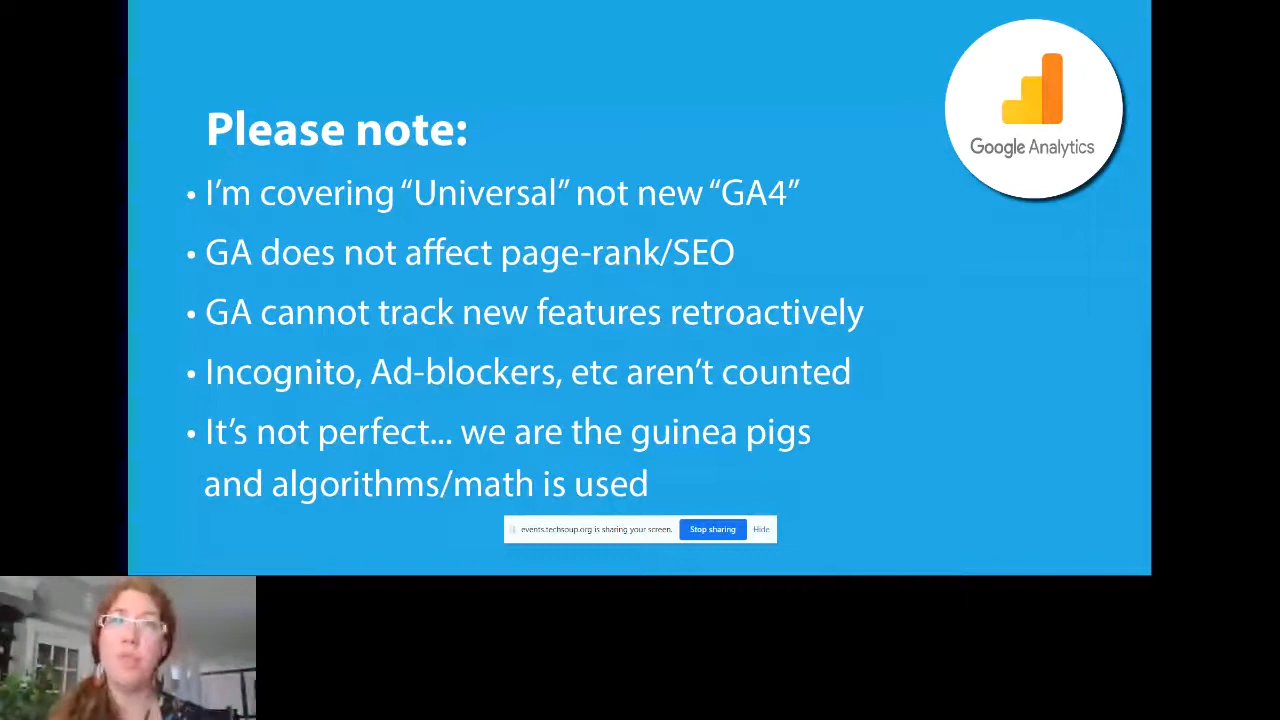 Please note:
Google Analytics
• I’m covering “Universal” not new “GA4”
• GA does not affect page-rank/SEO
• GA cannot track new features retroactively
• Incognito, Ad-blockers, etc aren’t counted
• It’s not perfect... we are the guinea pigs
and algorithms/math is used
events.techsoup.org is sharing your screen. Stop sharing Hide